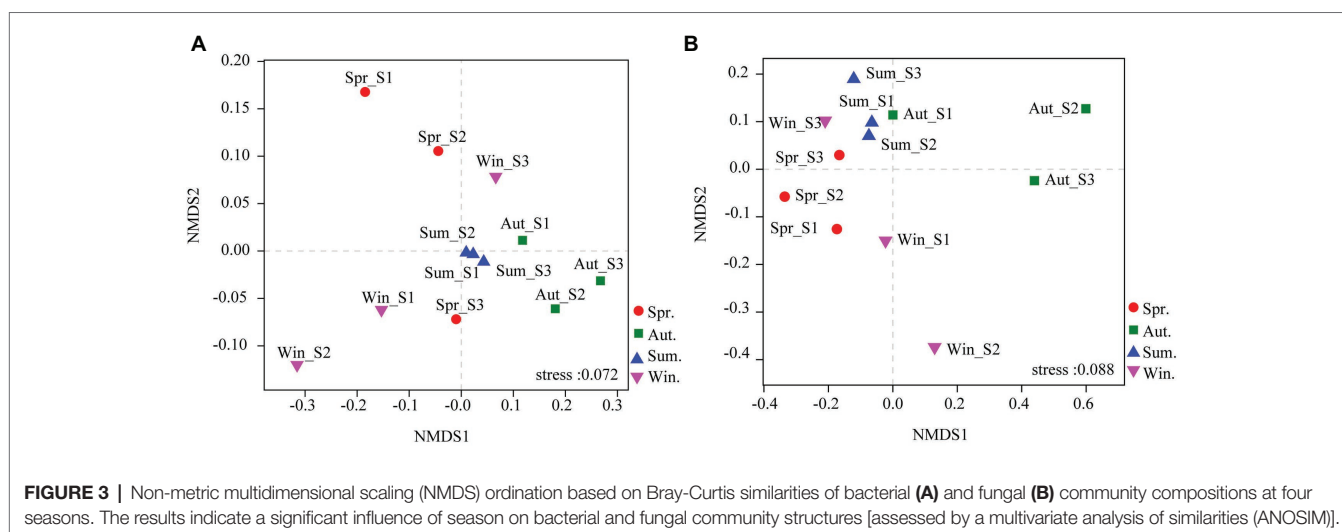 A
0.20
0.15
0.10
0.05
0.00
-0.05
-0.10
NMDS2
Spr_S1
Spr_S2
Win_S3
Sum_S2
Aut_S1
Sum_S1
Sum_S3
Aut_S3
Win_S1
Spr_S3
Aut_S2
Win_S2
Spr.
Aut.
Sum.
Win.
stress :0.072
-0.3
-0.2
-0.1
-0.0
0.1
0.2
0.3
NMDS1
B
0.2
0.1
0.0
-0.1
-0.2
-0.3
-0.4
NMDS2
Sum_S3
Sum_S1
Aut_S1
Aut_S2
Win_S3
Sum_S2
Spr_S3
Aut_S3
Spr_S2
Spr_S1
Win_S1
Win_S2
Spr.
Aut.
Sum.
Win.
stress :0.088
-0.4
-0.2
0.0
0.2
0.4
0.6
NMDS1
FIGURE 3 | Non-metric multidimensional scaling (NMDS) ordination based on Bray-Curtis similarities of bacterial (A) and fungal (B) community compositions at four
seasons. The results indicate a significant influence of season on bacterial and fungal community structures [assessed by a multivariate analysis of similarities (ANOSIM)].